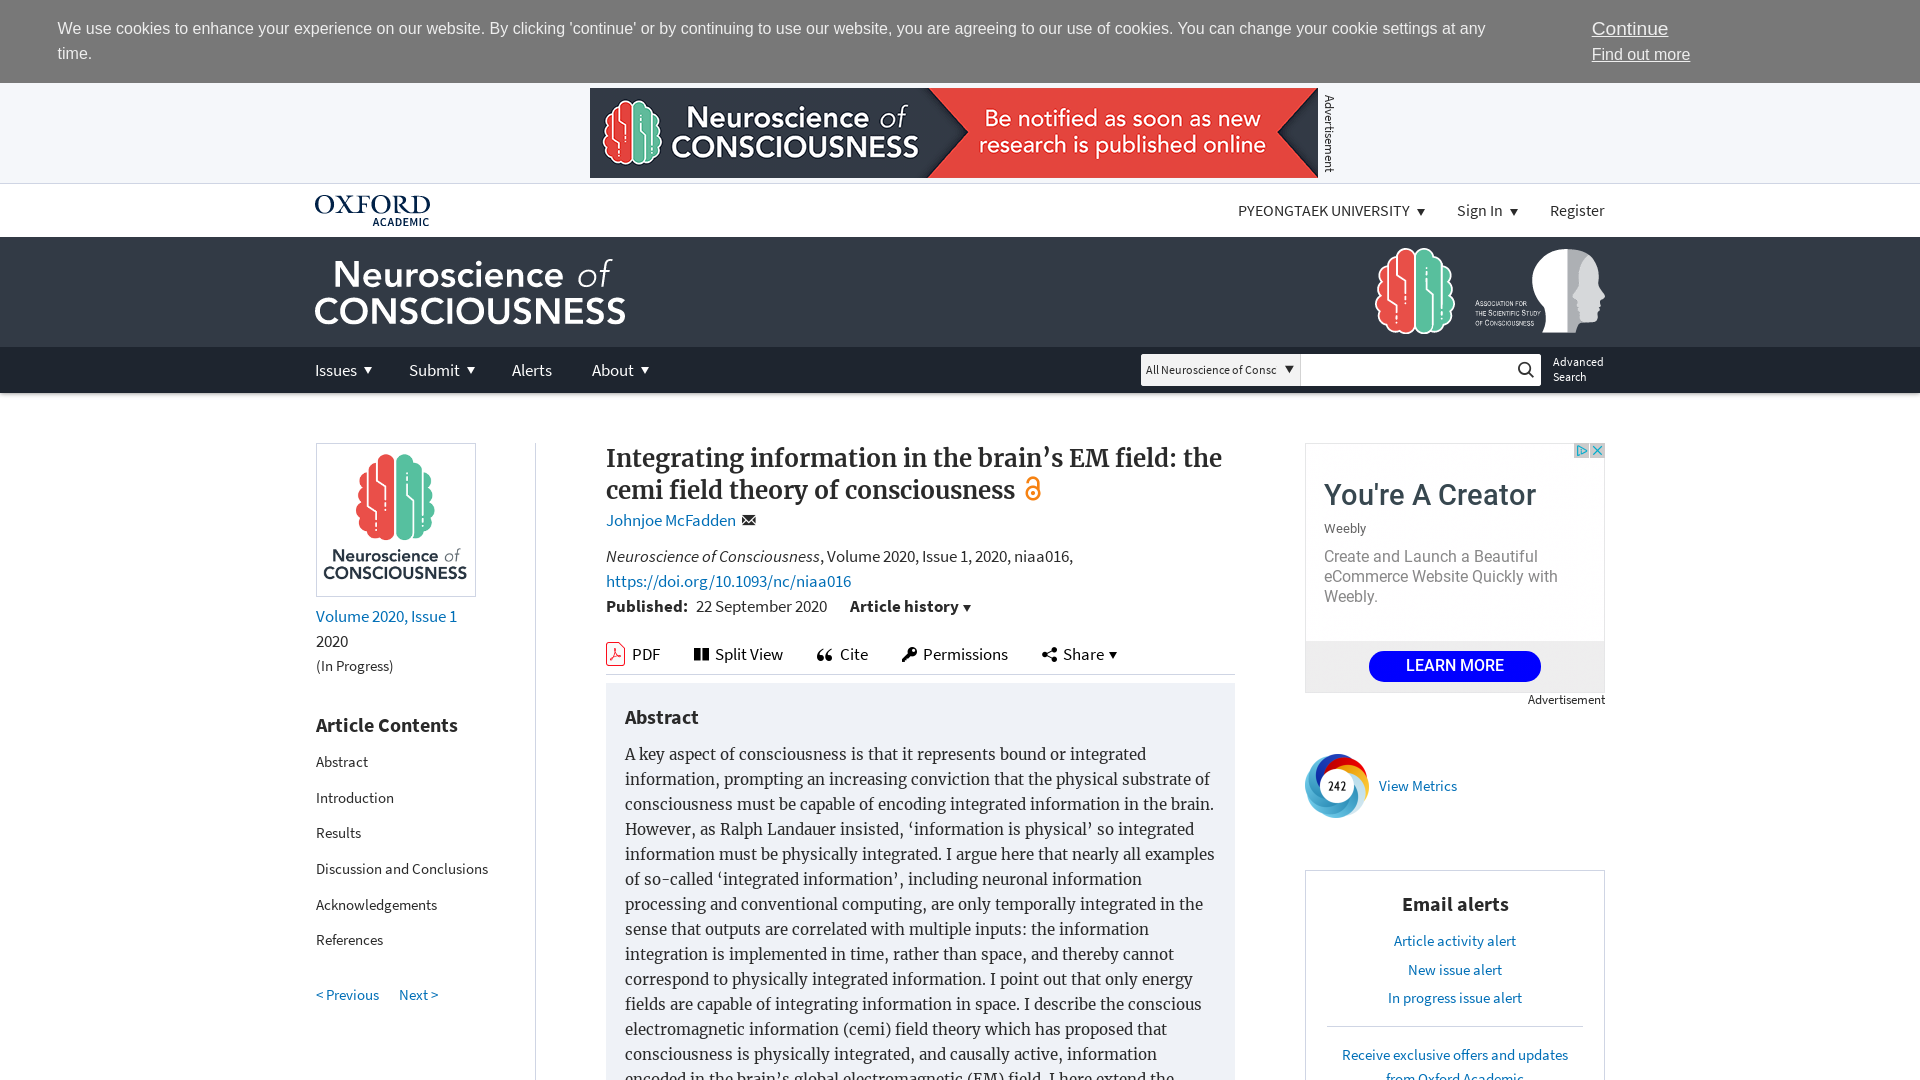 We use cookies to enhance your experience on our website. By clicking 'continue' or by continuing to use our website, you are agreeing to our use of cookies. You can change your cookie settings at any
time.
Continue
Find out more
Neuroscience of
CONSCIOUSNESS
Be notified as soon as new
research is published online
Advertisement
OXFORD
ACADEMIC
PYEONGTAEK UNIVERSITY
Sign In
Register
Neuroscience of
CONSCIOUSNESS
ASSOCIATION FOR
THE SCIENTIFIC STUDY
OF CONSCIOUSNESS
Issues
Submit
Alerts
About
All Neuroscience of Consc
Advanced
Search
Neuroscience of
CONSCIOUSNESS
Volume 2020, Issue 1
2020
(In Progress)
Article Contents
Abstract
Introduction
Results
Discussion and Conclusions
Acknowledgements
References
< Previous
Next >
Integrating information in the brain’s EM field: the
cemi field theory of consciousness
Johnjoe McFadden
Neuroscience of Consciousness, Volume 2020, Issue 1, 2020, niaa016,
https://doi.org/10.1093/nc/niaa016
Published: 22 September 2020
Article history
PDF
Split View
Cite
Permissions
Share
Abstract
A key aspect of consciousness is that it represents bound or integrated
information, prompting an increasing conviction that the physical substrate of
consciousness must be capable of encoding integrated information in the brain.
However, as Ralph Landauer insisted, ‘information is physical’ so integrated
information must be physically integrated. I argue here that nearly all examples
of so-called ‘integrated information’, including neuronal information
processing and conventional computing, are only temporally integrated in the
sense that outputs are correlated with multiple inputs: the information
integration is implemented in time, rather than space, and thereby cannot
correspond to physically integrated information. I point out that only energy
fields are capable of integrating information in space. I describe the conscious
electromagnetic information (cemi) field theory which has proposed that
consciousness is physically integrated, and causally active, information
encoded in the brain’s global electromagnetic (EM) field. I here extend the
You're A Creator
Weebly
Create and Launch a Beautiful
eCommerce Website Quickly with
Weebly.
LEARN MORE
Advertisement
242
View Metrics
Email alerts
Article activity alert
New issue alert
In progress issue alert
Receive exclusive offers and updates
from Oxford Academic